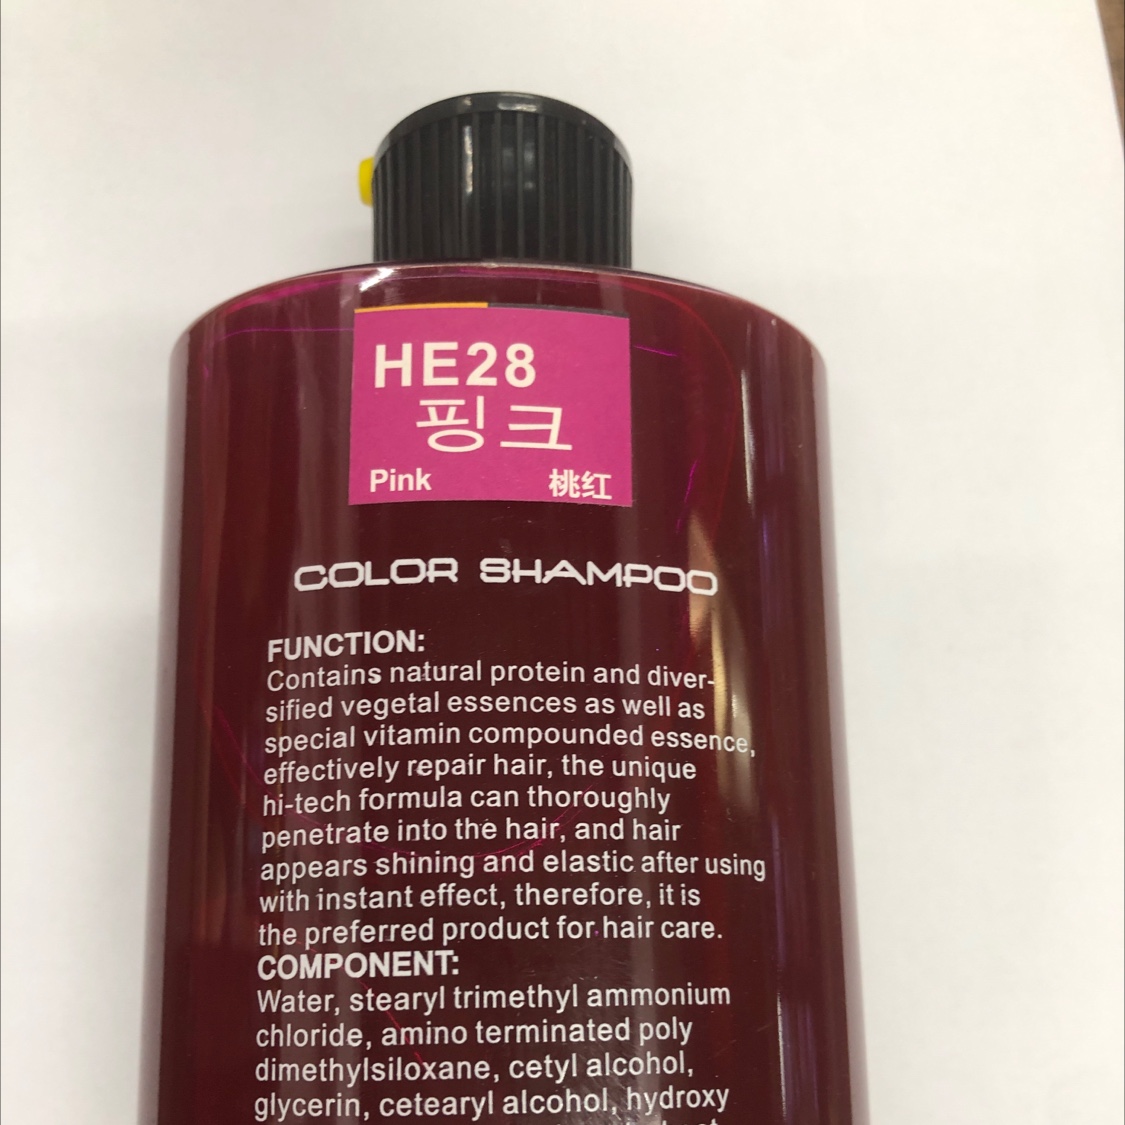 HE28
핑크
Pink 桃红
COLOR SHAMPOO
FUNCTION:
Contains natural protein and diver-
sified vegetal essences as well as
special vitamin compounded essence,
effectively repair hair, the unique
hi-tech formula can thoroughly
penetrate into the hair, and hair
appears shining and elastic after using
with instant effect, therefore, it is
the preferred product for hair care.
COMPONENT:
Water, stearyl trimethyl ammonium
chloride, amino terminated poly
dimethylsiloxane, cetyl alcohol,
glycerin, cetearyl alcohol, hydroxy